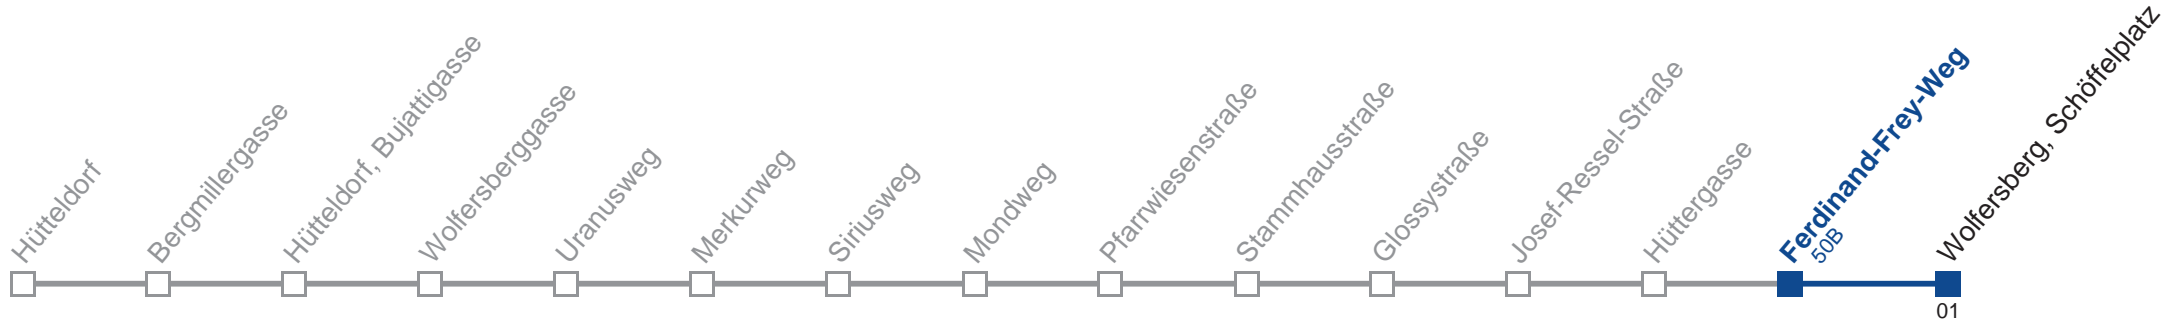 Hütteldorf
Bergmillergasse
Hütteldorf, Bujattigasse
Wolfersberggasse
Uranusweg
Merkurweg
Siriusweg
Mondweg
Pfarrwiesenstraße
Stammhausstraße
Glossystraße
Josef-Ressel-Straße
Hüttergasse
Ferdinand-Frey-Weg
50B
Wolfersberg, Schöffelplatz
01